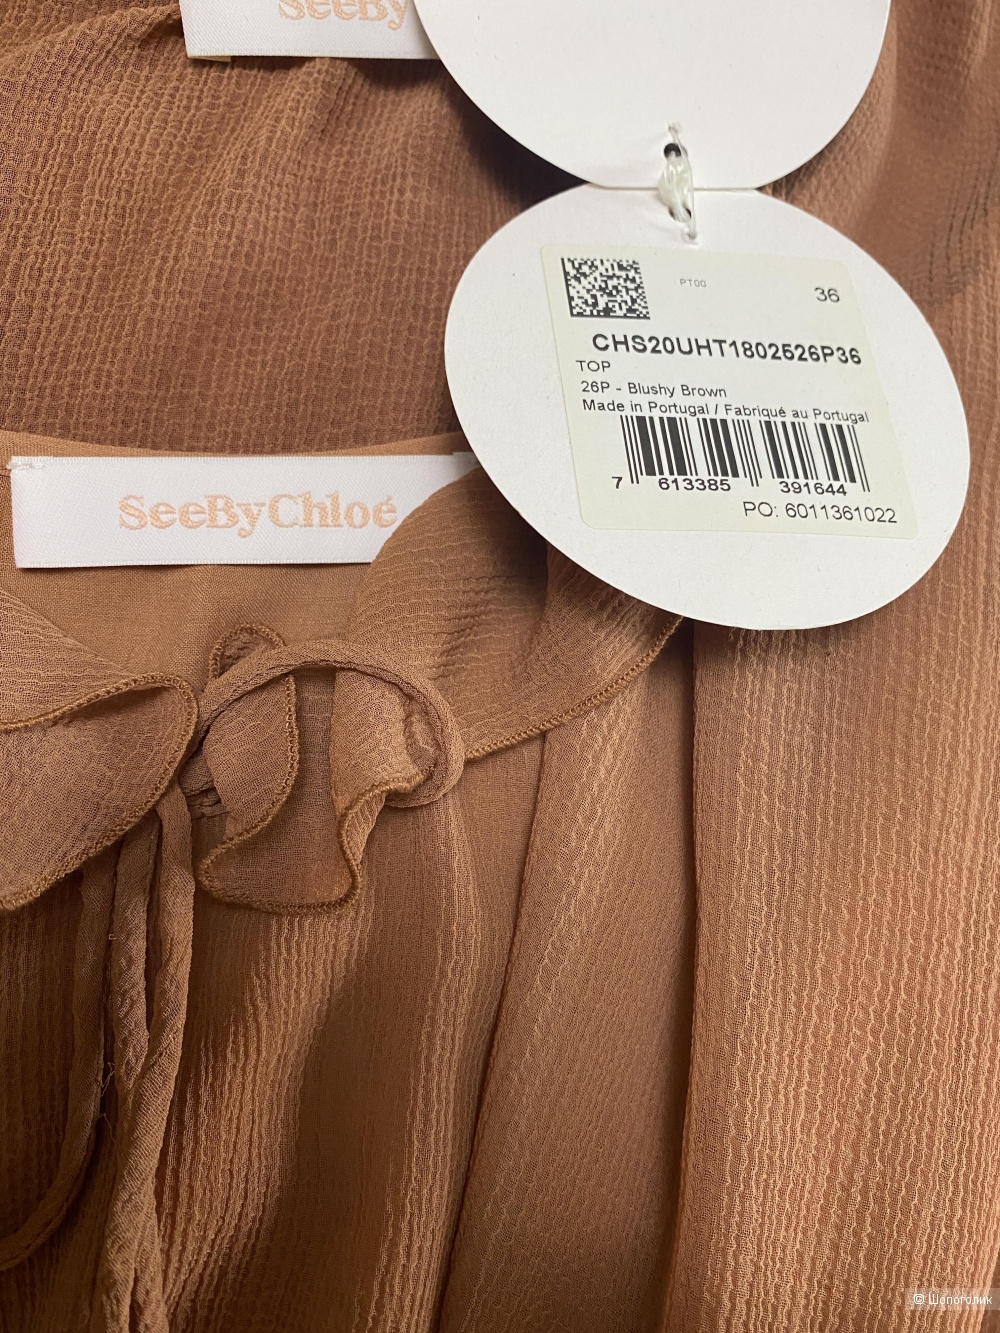 SeeBy
PT00
36
CHS20UHT1802526P36
TOP
26P - Blushy Brown
Made in Portugal / Fabriqué au Portugal
7 613385 391644
PO: 6011361022
SeeByChloé
© Шопоголик